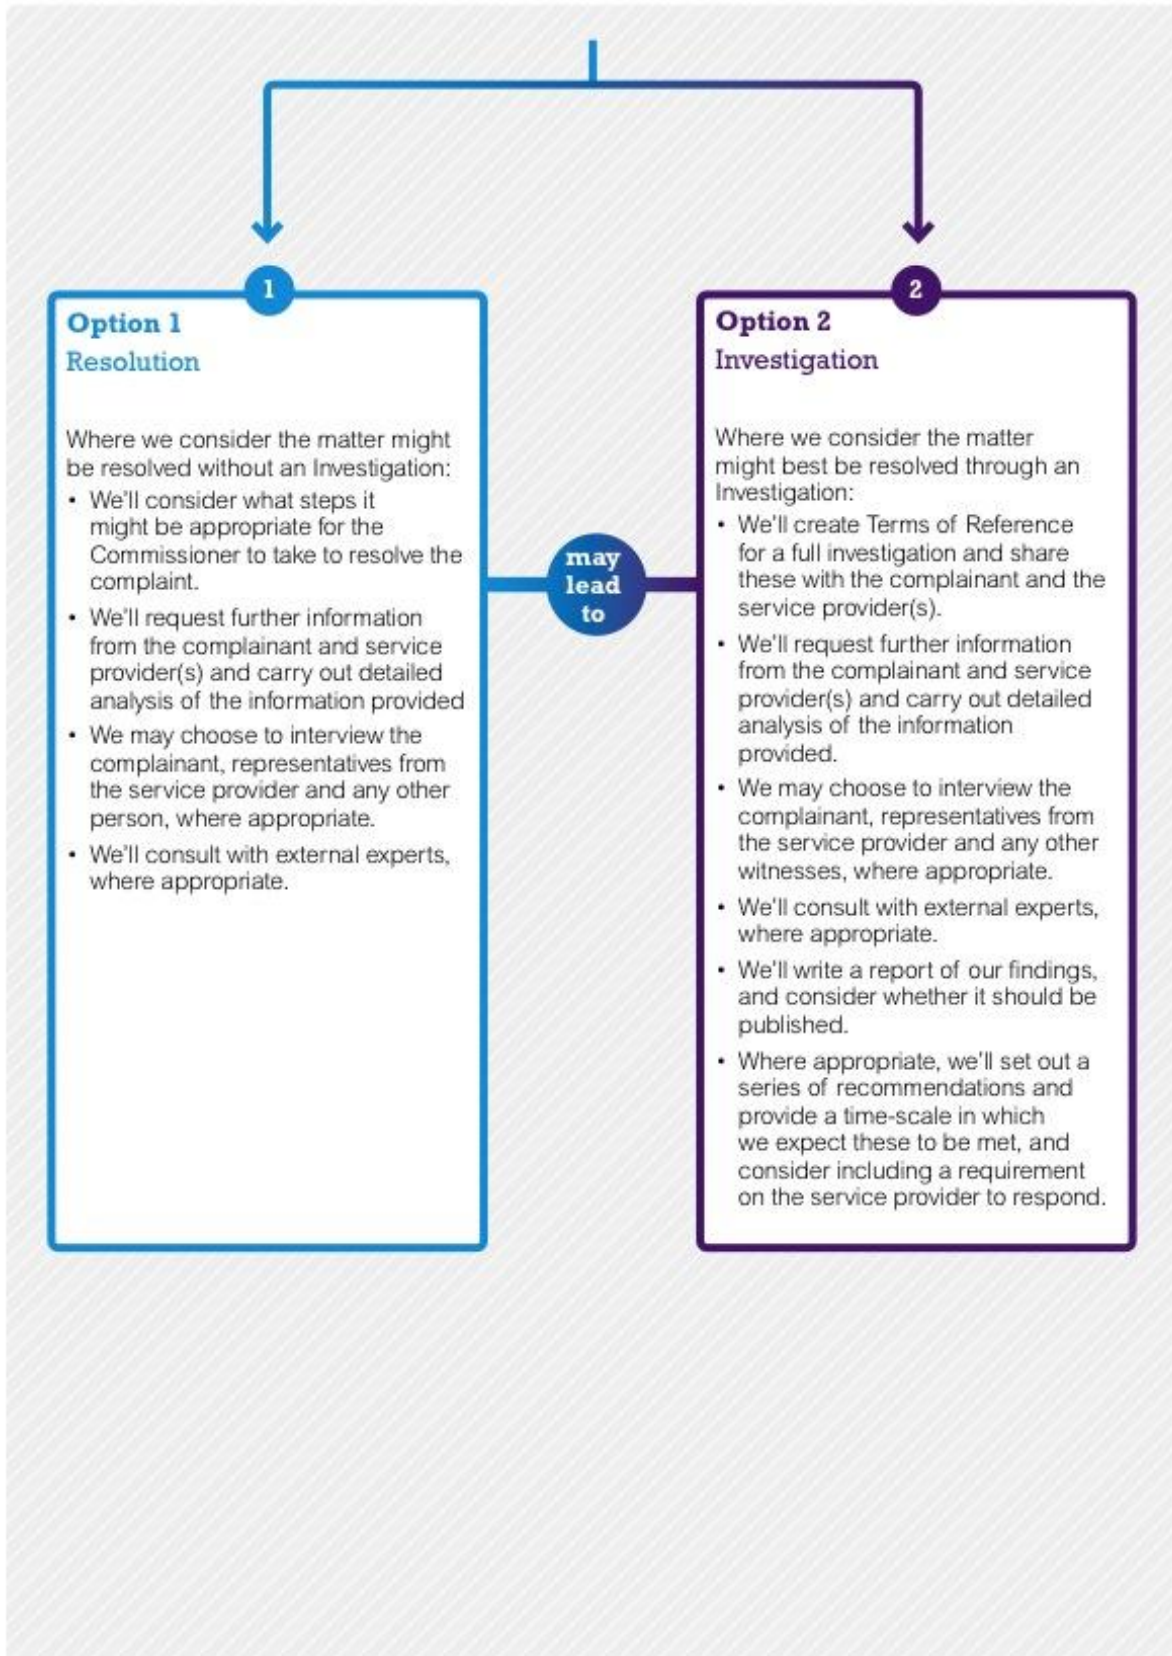 1
Option 1
Resolution
Where we consider the matter might
be resolved without an Investigation:
• We'll consider what steps it
might be appropriate for the
Commissioner to take to resolve the
complaint.
• We'll request further information
from the complainant and service
provider(s) and carry out detailed
analysis of the information provided
• We may choose to interview the
complainant, representatives from
the service provider and any other
person, where appropriate.
• We'll consult with external experts,
where appropriate.
may
lead
to
2
Option 2
Investigation
Where we consider the matter
might best be resolved through an
Investigation:
• We'll create Terms of Reference
for a full investigation and share
these with the complainant and the
service provider(s).
• We'll request further information
from the complainant and service
provider(s) and carry out detailed
analysis of the information
provided.
• We may choose to interview the
complainant, representatives from
the service provider and any other
witnesses, where appropriate.
• We'll consult with external experts,
where appropriate.
• We'll write a report of our findings,
and consider whether it should be
published.
• Where appropriate, we'll set out a
series of recommendations and
provide a time-scale in which
we expect these to be met, and
consider including a requirement
on the service provider to respond.